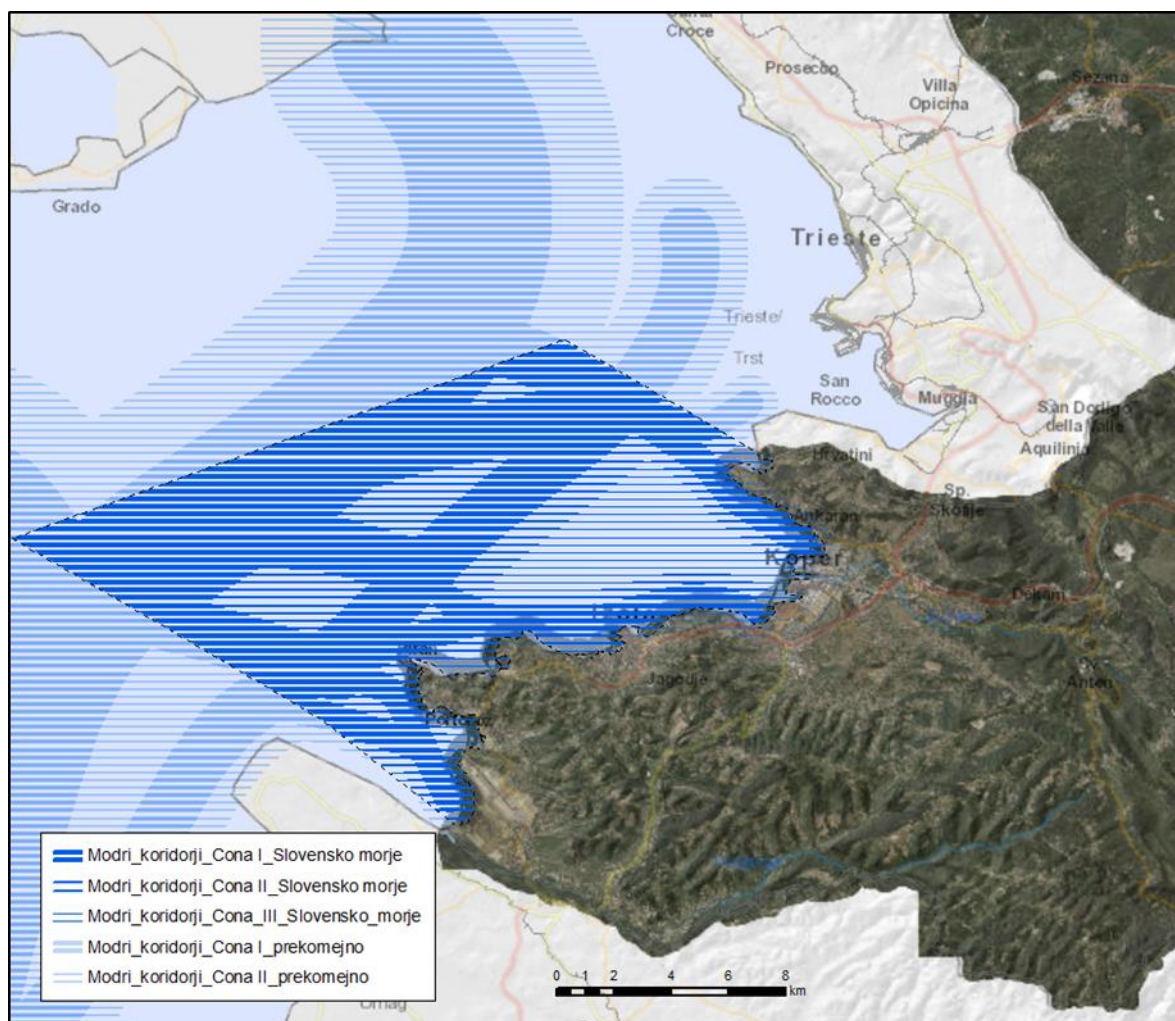 Santa
Croce
Prosecco
Villa
Opicina
Sezana
Grado
Trieste
Trieste/
Trst
San
Rocco
Muggia
San Dorligo
della Valle
Aquilinia
Hrvatini
Sp.
Škofije
Ankaran
Koper
Dekani
Izola
Piran
Jagodje
Anten
Portorož
Modri_koridorji_Cona I_Slovensko morje
Modri_koridorji_Cona II_Slovensko morje
Modri_koridorji_Cona_III_Slovensko_morje
Modri_koridorji_Cona I_prekomejno
Modri_koridorji_Cona II_prekomejno
Umag
0 1 2 4 6 8
km